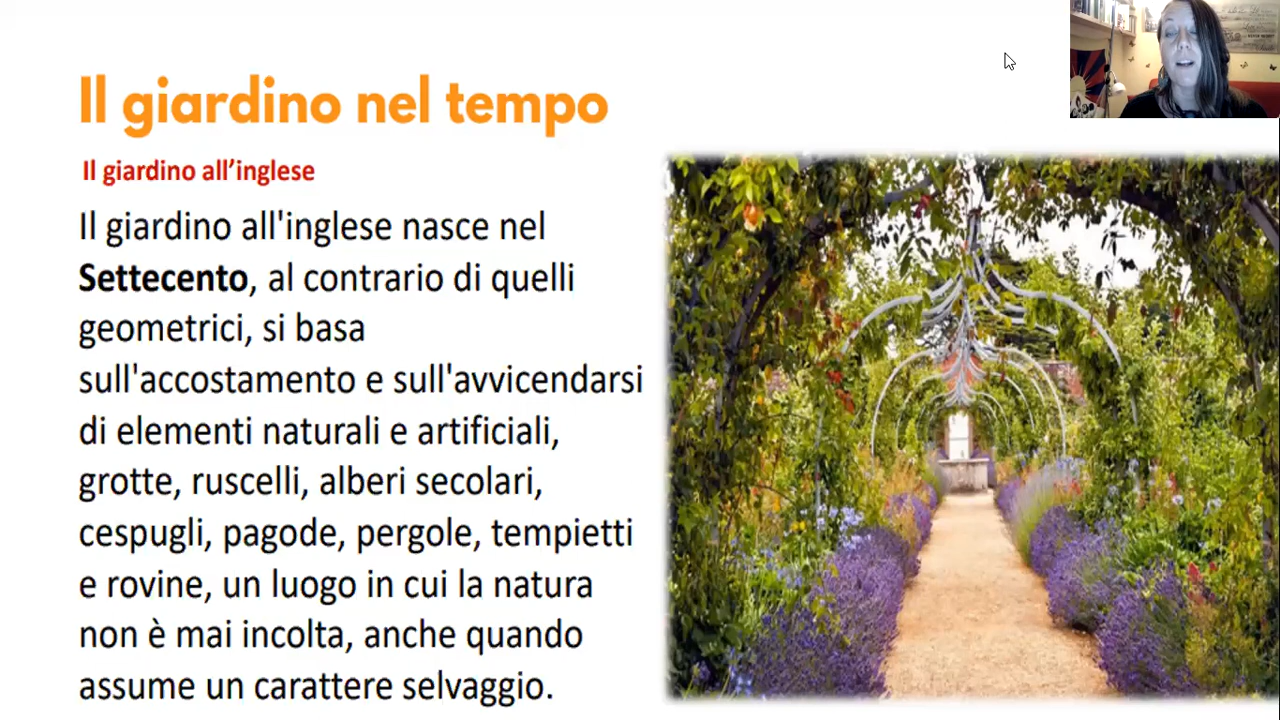 Il giardino nel tempo
Il giardino all’inglese
Il giardino all'inglese nasce nel
Settecento, al contrario di quelli
geometrici, si basa
sull'accostamento e sull'avvicendarsi
di elementi naturali e artificiali,
grotte, ruscelli, alberi secolari,
cespugli, pagode, pergole, tempietti
e rovine, un luogo in cui la natura
non è mai incolta, anche quando
assume un carattere selvaggio.